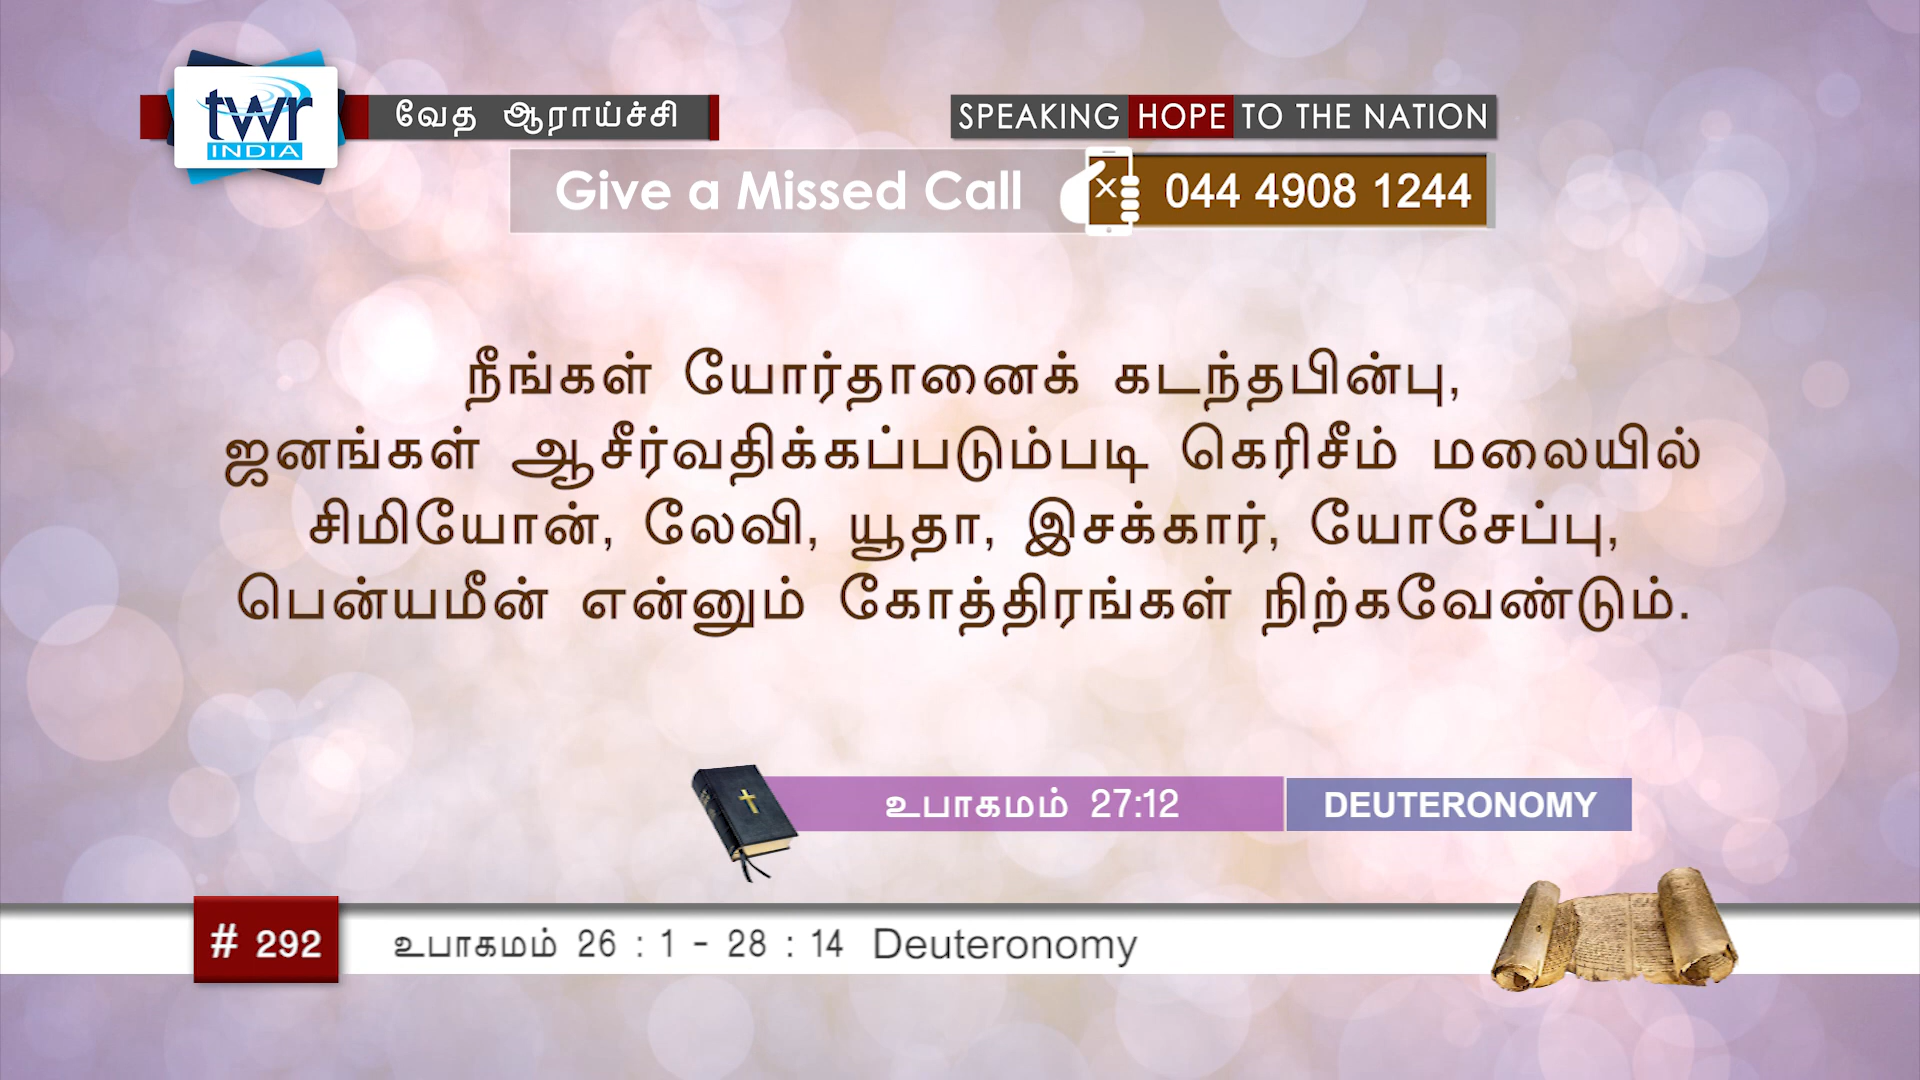 twr
INDIA
வேத ஆராய்ச்சி
SPEAKING HOPE TO THE NATION
Give a Missed Call 044 4908 1244
நீங்கள் யோர்தானைக் கடந்தபின்பு,
ஜனங்கள் ஆசீர்வதிக்கப்படும்படி கெரிசீம் மலையில்
சிமியோன், லேவி, யூதா, இசக்கார், யோசேப்பு,
பென்யமீன் என்னும் கோத்திரங்கள் நிற்கவேண்டும்.
உபாகமம் 27:12 DEUTERONOMY
# 292 உபாகமம் 26 : 1 - 28 : 14 Deuteronomy